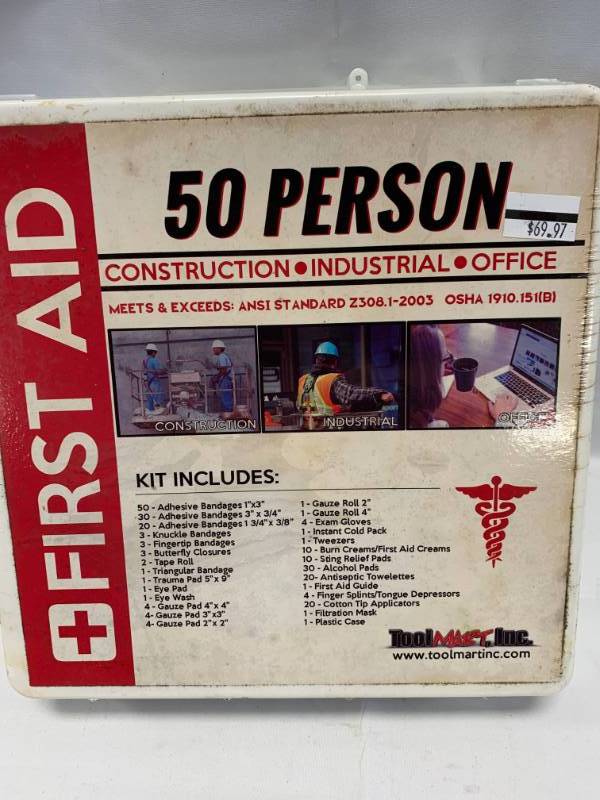 FIRST AID
50 PERSON
$69.97
CONSTRUCTION • INDUSTRIAL • OFFICE
MEETS & EXCEEDS: ANSI STANDARD Z308.1-2003 OSHA 1910.151(B)
CONSTRUCTION
INDUSTRIAL
OFFICE
KIT INCLUDES:
50 - Adhesive Bandages 1"x3"
30 - Adhesive Bandages 3" x 3/4"
20 - Adhesive Bandages 1 3/4" x 3/8"
3 - Knuckle Bandages
3 - Fingertip Bandages
3 - Butterfly Closures
2 - Tape Roll
1 - Triangular Bandage
1 - Trauma Pad 5" x 9"
1 - Eye Pad
1 - Eye Wash
4 - Gauze Pad 4" x 4"
4- Gauze Pad 3" x3"
4- Gauze Pad 2" x 2"
1 - Gauze Roll 2"
1 - Gauze Roll 4"
4 - Exam Gloves
1 - Instant Cold Pack
1 - Tweezers
10 - Burn Creams/First Aid Creams
10 - Sting Relief Pads
30 - Alcohol Pads
20- Antiseptic Towelettes
1 - First Aid Guide
4 - Finger Splints/Tongue Depressors
20 - Cotton Tip Applicators
1 - Filtration Mask
1 - Plastic Case
ToolMART, Inc.
www.toolmartinc.com